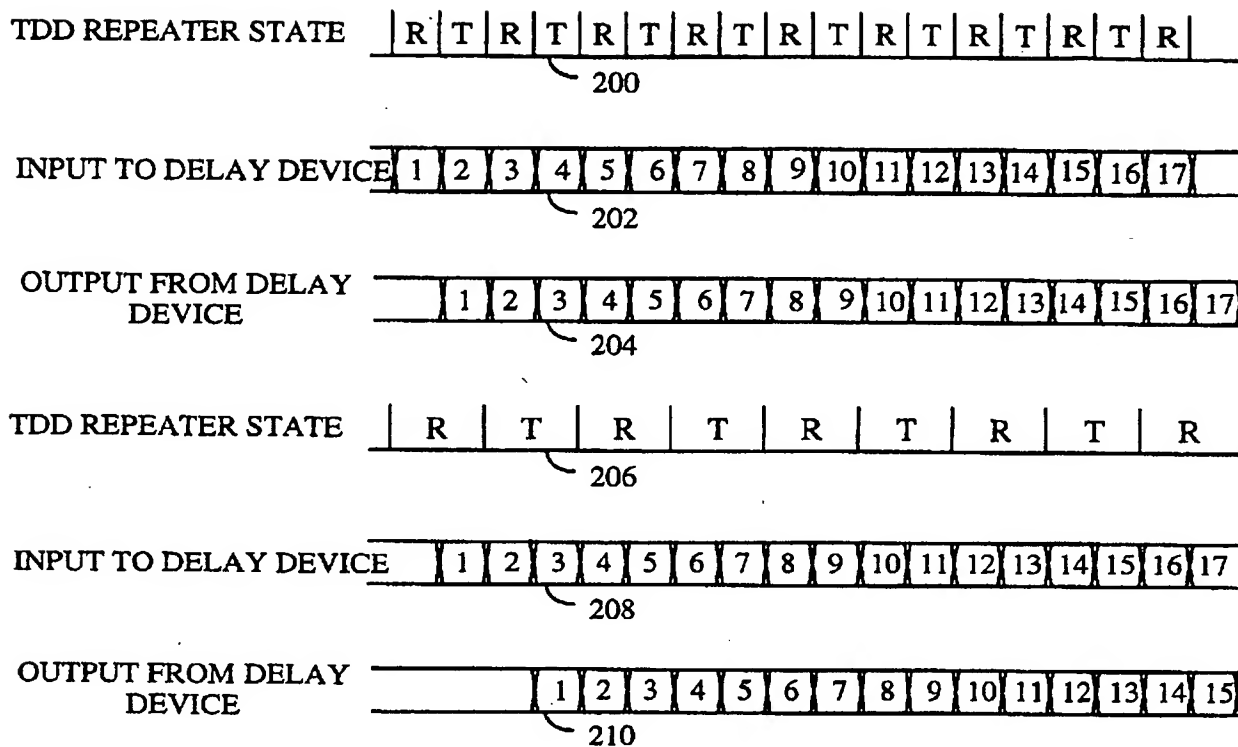 TDD REPEATER STATE R T R T R T R T R T R T R T R T R
200
INPUT TO DELAY DEVICE 1 2 3 4 5 6 7 8 9 10 11 12 13 14 15 16 17
202
OUTPUT FROM DELAY
DEVICE 1 2 3 4 5 6 7 8 9 10 11 12 13 14 15 16 17
204
TDD REPEATER STATE R T R T R T R T R
206
INPUT TO DELAY DEVICE 1 2 3 4 5 6 7 8 9 10 11 12 13 14 15 16 17
208
OUTPUT FROM DELAY
DEVICE 1 2 3 4 5 6 7 8 9 10 11 12 13 14 15
210